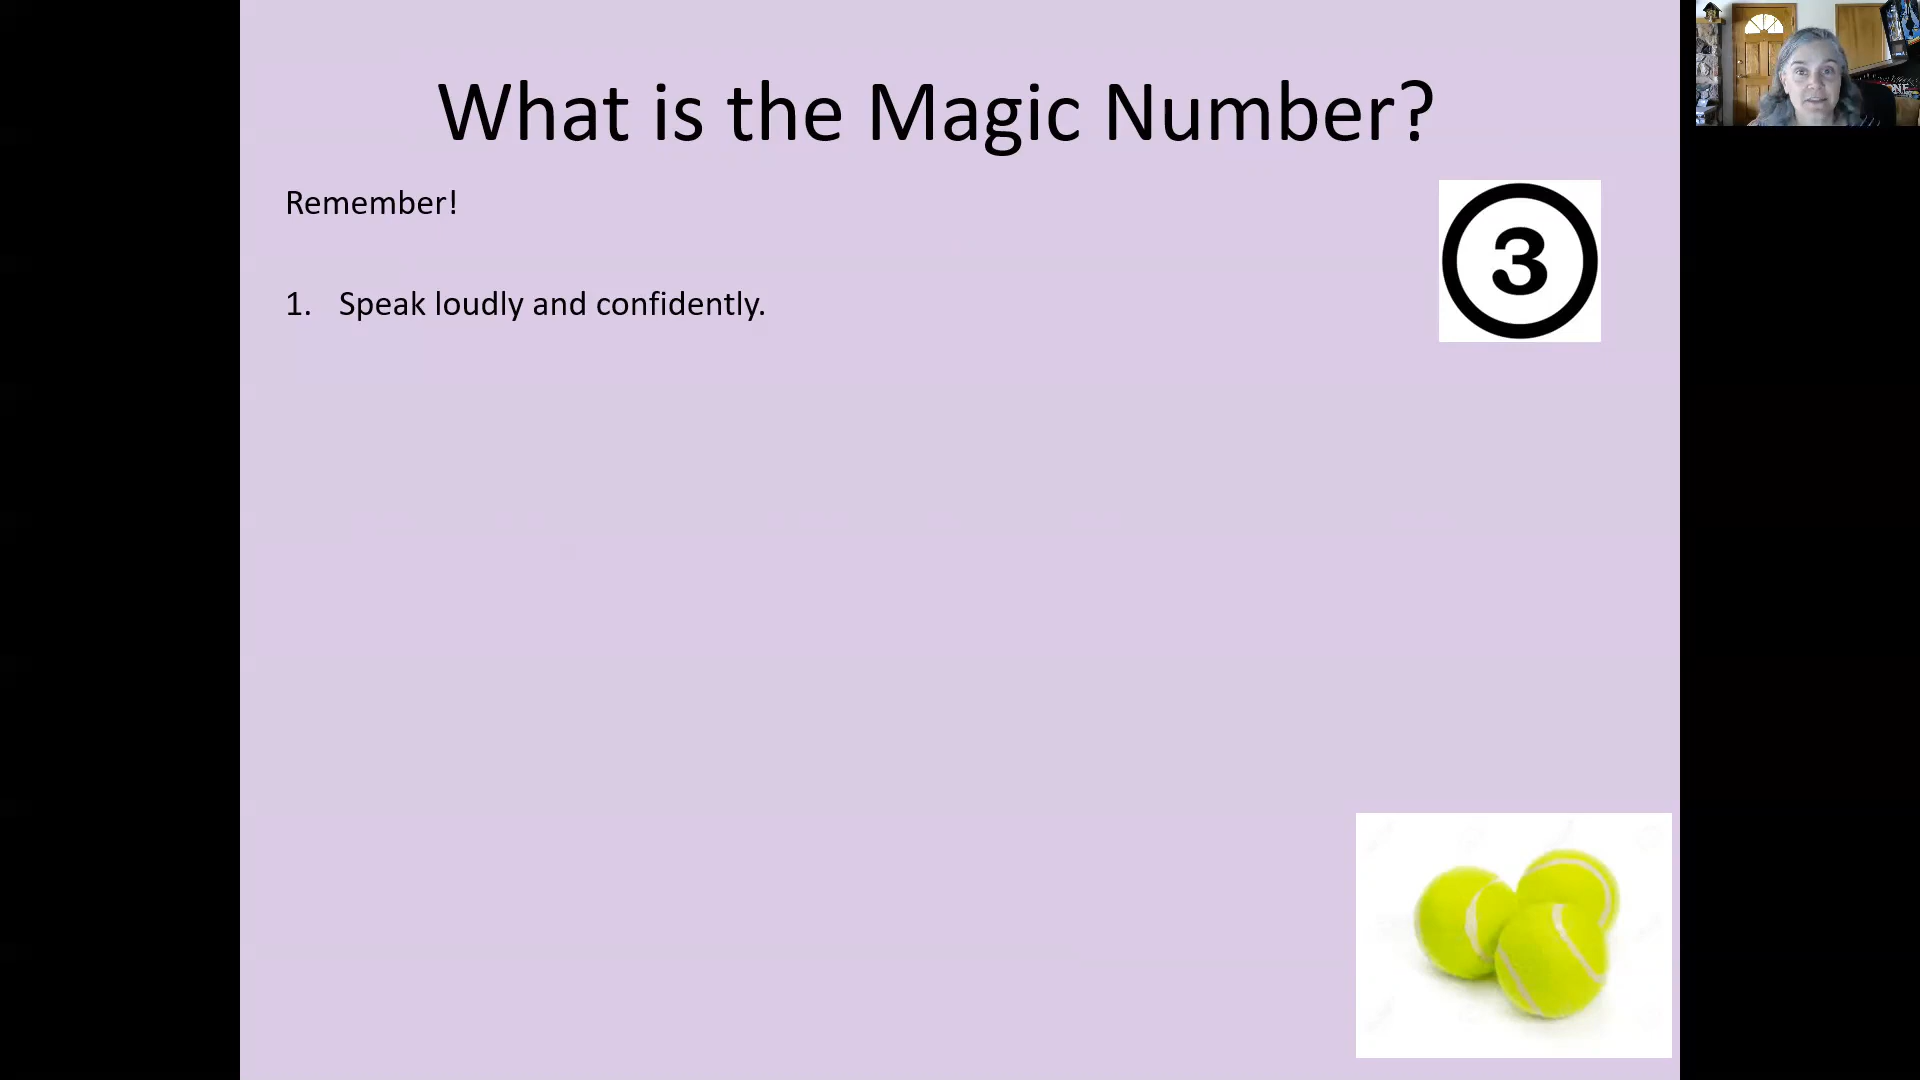 What is the Magic Number?
Remember!
3
1. Speak loudly and confidently.